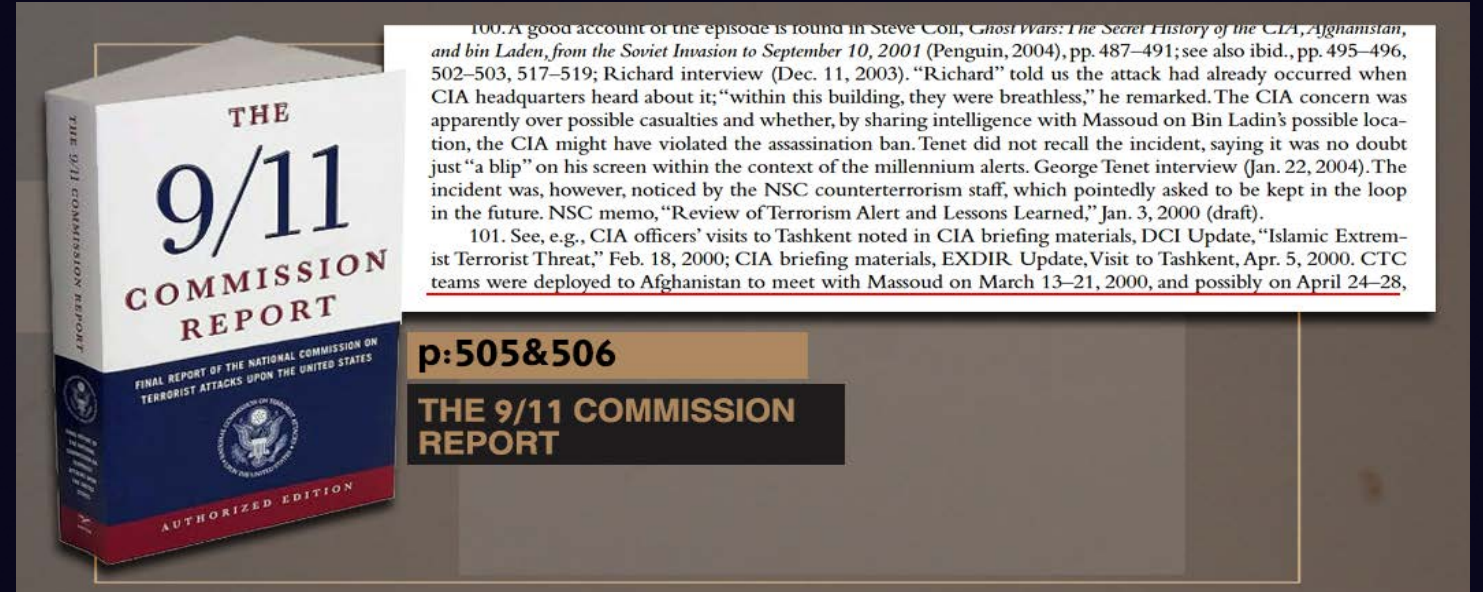 100. A good account of the episode is found in Steve Coll, Ghost Wars: The Secret History of the CIA, Afghanistan,
and bin Laden, from the Soviet Invasion to September 10, 2001 (Penguin, 2004), pp. 487–491; see also ibid., pp. 495–496,
502–503, 517–519; Richard interview (Dec. 11, 2003). “Richard” told us the attack had already occurred when
CIA headquarters heard about it; “within this building, they were breathless,” he remarked. The CIA concern was
apparently over possible casualties and whether, by sharing intelligence with Massoud on Bin Ladin’s possible loca-
tion, the CIA might have violated the assassination ban. Tenet did not recall the incident, saying it was no doubt
just “a blip” on his screen within the context of the millennium alerts. George Tenet interview (Jan. 22, 2004). The
incident was, however, noticed by the NSC counterterrorism staff, which pointedly asked to be kept in the loop
in the future. NSC memo, “Review of Terrorism Alert and Lessons Learned,” Jan. 3, 2000 (draft).
101. See, e.g., CIA officers’ visits to Tashkent noted in CIA briefing materials, DCI Update, “Islamic Extrem-
ist Terrorist Threat,” Feb. 18, 2000; CIA briefing materials, EXDIR Update, Visit to Tashkent, Apr. 5, 2000. CTC
teams were deployed to Afghanistan to meet with Massoud on March 13–21, 2000, and possibly on April 24–28,
THE
9/11
COMMISSION
REPORT
FINAL REPORT OF THE NATIONAL COMMISSION ON
TERRORIST ATTACKS UPON THE UNITED STATES
AUTHORIZED EDITION
THE 9/11 COMMISSION REPORT
p:505&506
THE 9/11 COMMISSION
REPORT